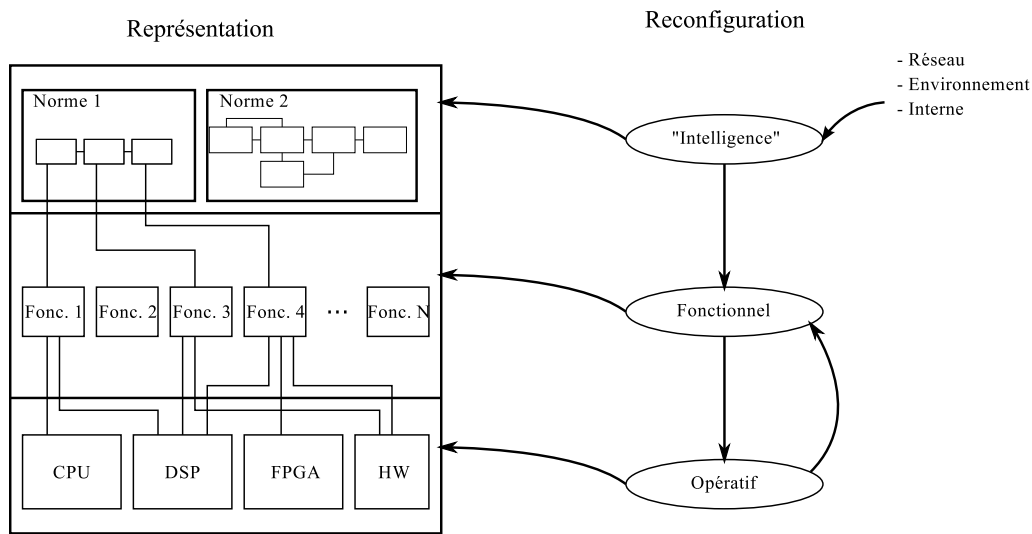 Représentation
Reconfiguration
- Réseau
- Environnement
- Interne
Norme 1
Norme 2
"Intelligence"
Fonc. 1
Fonc. 2
Fonc. 3
Fonc. 4
...
Fonc. N
Fonctionnel
CPU
DSP
FPGA
HW
Opératif